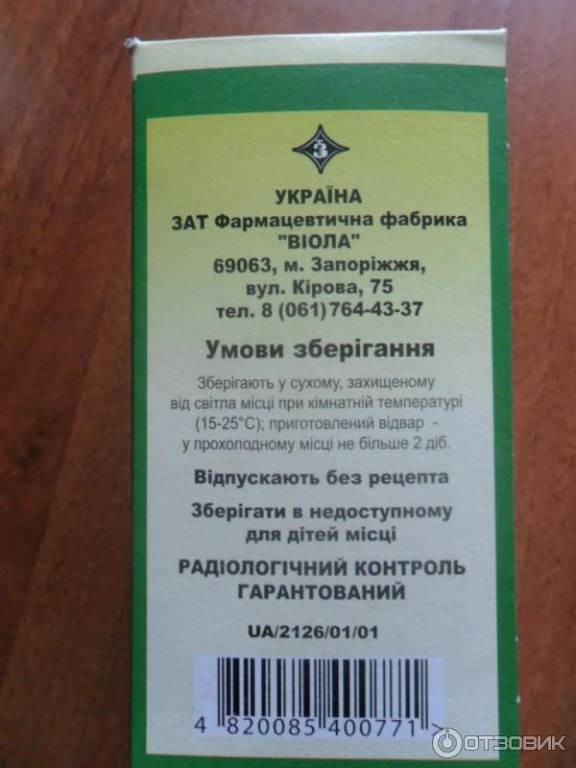 З
УКРАЇНА
ЗАТ Фармацевтична фабрика
"ВІОЛА"
69063, м. Запоріжжя,
вул. Кірова, 75
тел. 8 (061) 764-43-37
Умови зберігання
Зберігають у сухому, захищеному
від світла місці при кімнатній температурі
(15-25°С); приготовлений відвар -
у прохолодному місці не більше 2 діб.
Відпускають без рецепта
Зберігати в недоступному
для дітей місці
РАДІОЛОГІЧНИЙ КОНТРОЛЬ
ГАРАНТОВАНИЙ
UA/2126/01/01
4 820085 400771 >
ОТЗОВИК